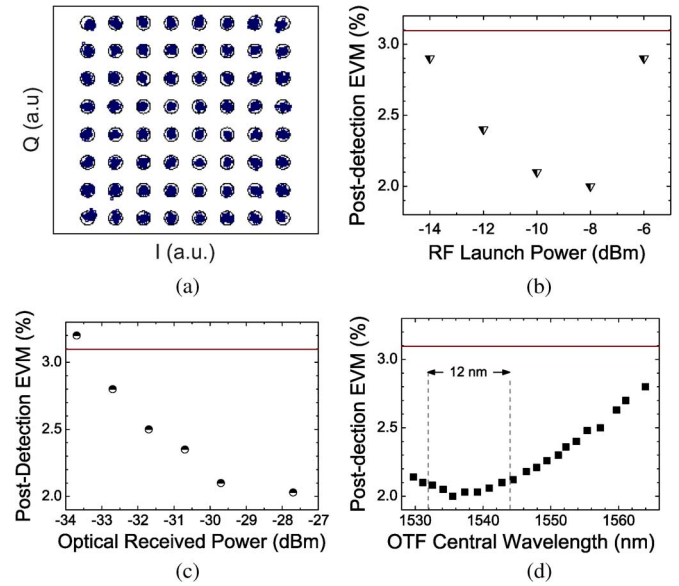 Q (a.u)
I (a.u.)
(a)
Post-detection EVM (%)
3.0
2.5
2.0
-14 -12 -10 -8 -6
RF Launch Power (dBm)
(b)
Post-Detection EVM (%)
3.0
2.5
2.0
-34 -33 -32 -31 -30 -29 -28 -27
Optical Received Power (dBm)
(c)
Post-dection EVM (%)
3.0
2.5
2.0
12 nm
1530 1540 1550 1560
OTF Central Wavelength (nm)
(d)